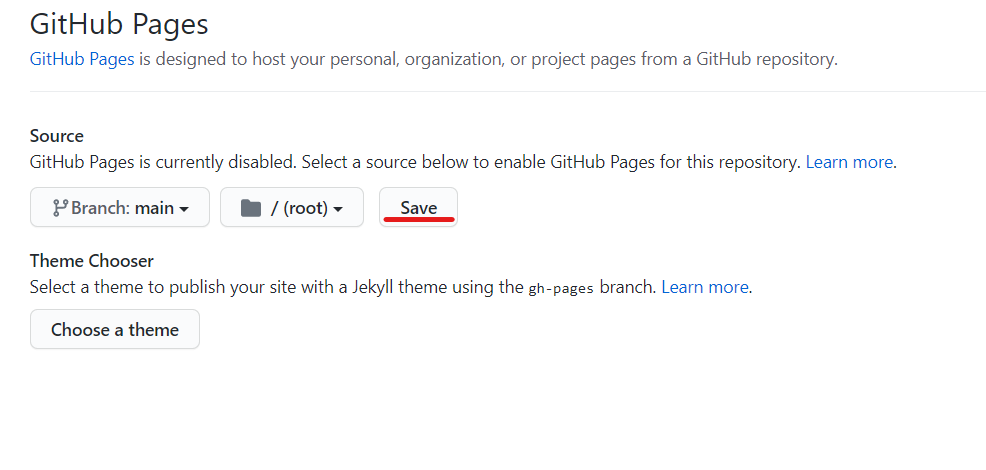 GitHub Pages
GitHub Pages is designed to host your personal, organization, or project pages from a GitHub repository.
Source
GitHub Pages is currently disabled. Select a source below to enable GitHub Pages for this repository. Learn more.
Branch: main / (root) Save
Theme Chooser
Select a theme to publish your site with a Jekyll theme using the gh-pages branch. Learn more.
Choose a theme